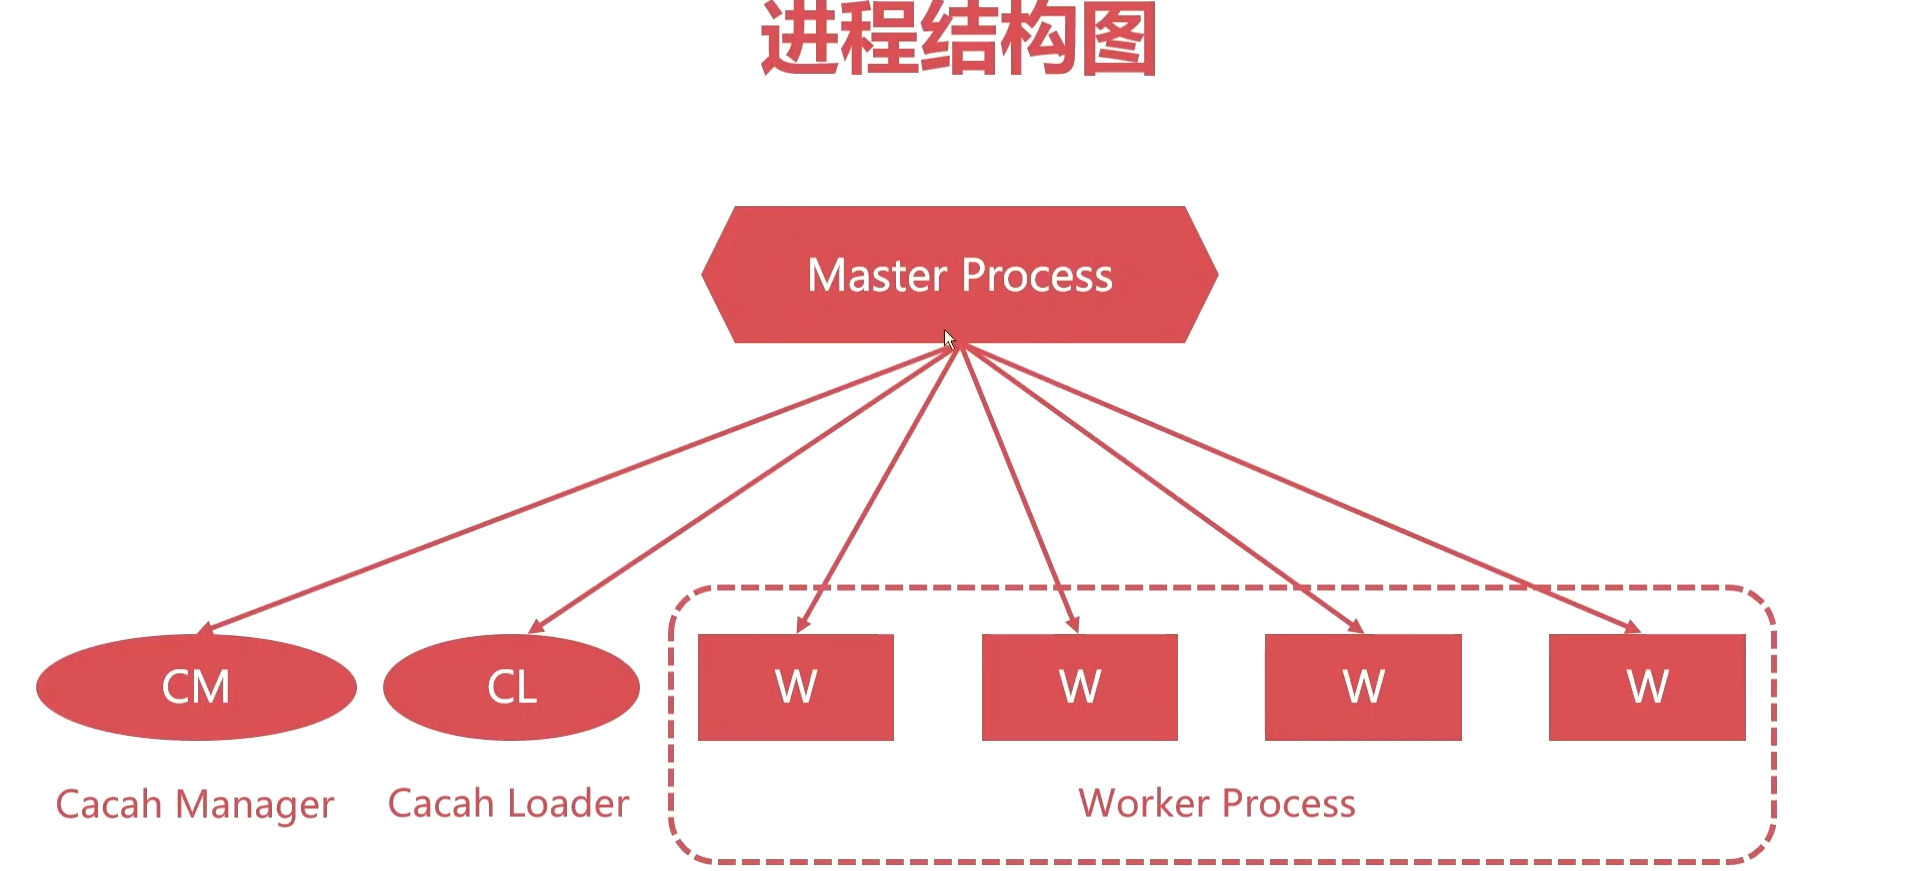 进程结构图
Master Process
CM
CL
W
W
W
W
Cacah Manager
Cacah Loader
Worker Process